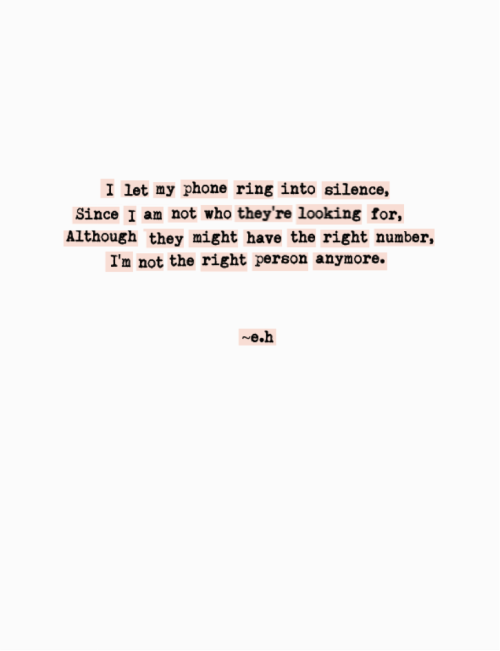 I let my phone ring into silence,
Since I am not who they're looking for,
Although they might have the right number,
I'm not the right person anymore.
~e.h